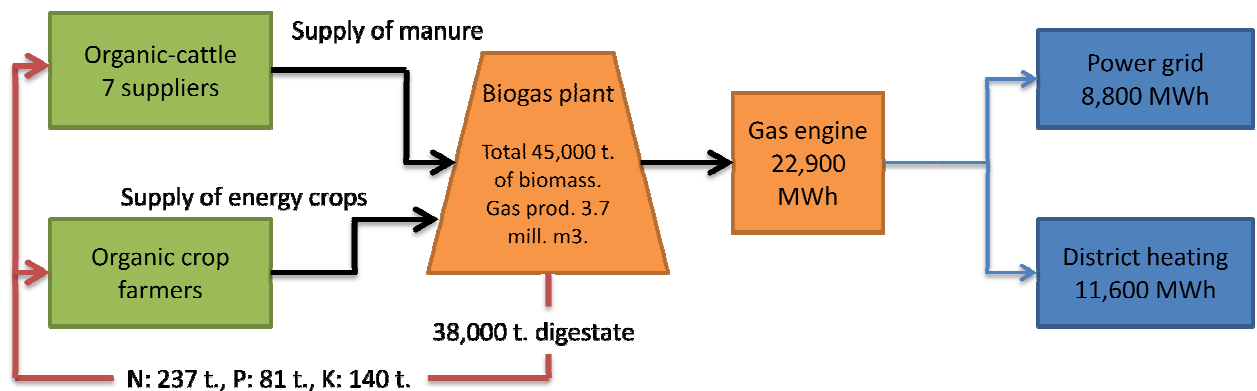 Supply of manure
Organic-cattle
7 suppliers
Biogas plant
Total 45,000 t.
of biomass.
Gas prod. 3.7
mill. m3.
Gas engine
22,900
MWh
Power grid
8,800 MWh
Supply of energy crops
Organic crop
farmers
District heating
11,600 MWh
38,000 t. digestate
N: 237 t., P: 81 t., K: 140 t.